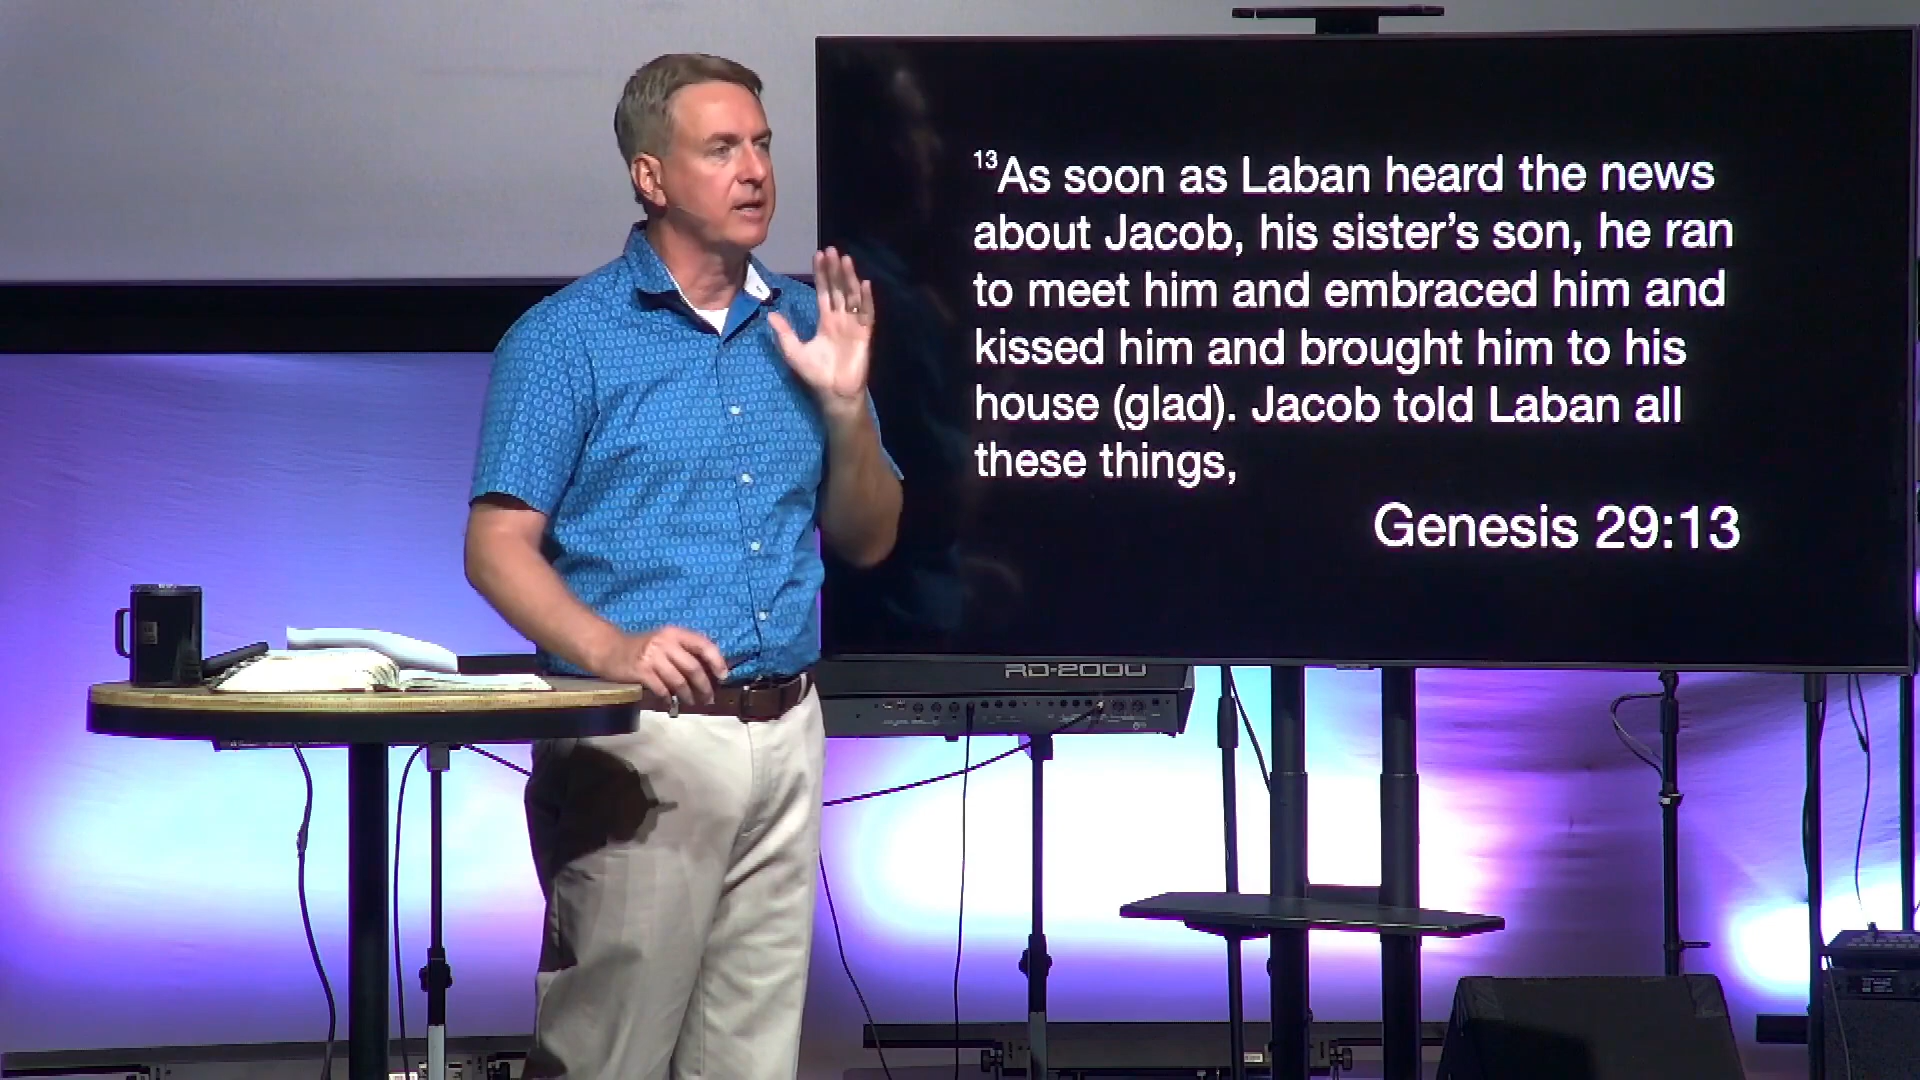 13As soon as Laban heard the news
about Jacob, his sister’s son, he ran
to meet him and embraced him and
kissed him and brought him to his
house (glad). Jacob told Laban all
these things,
Genesis 29:13
RD-2000